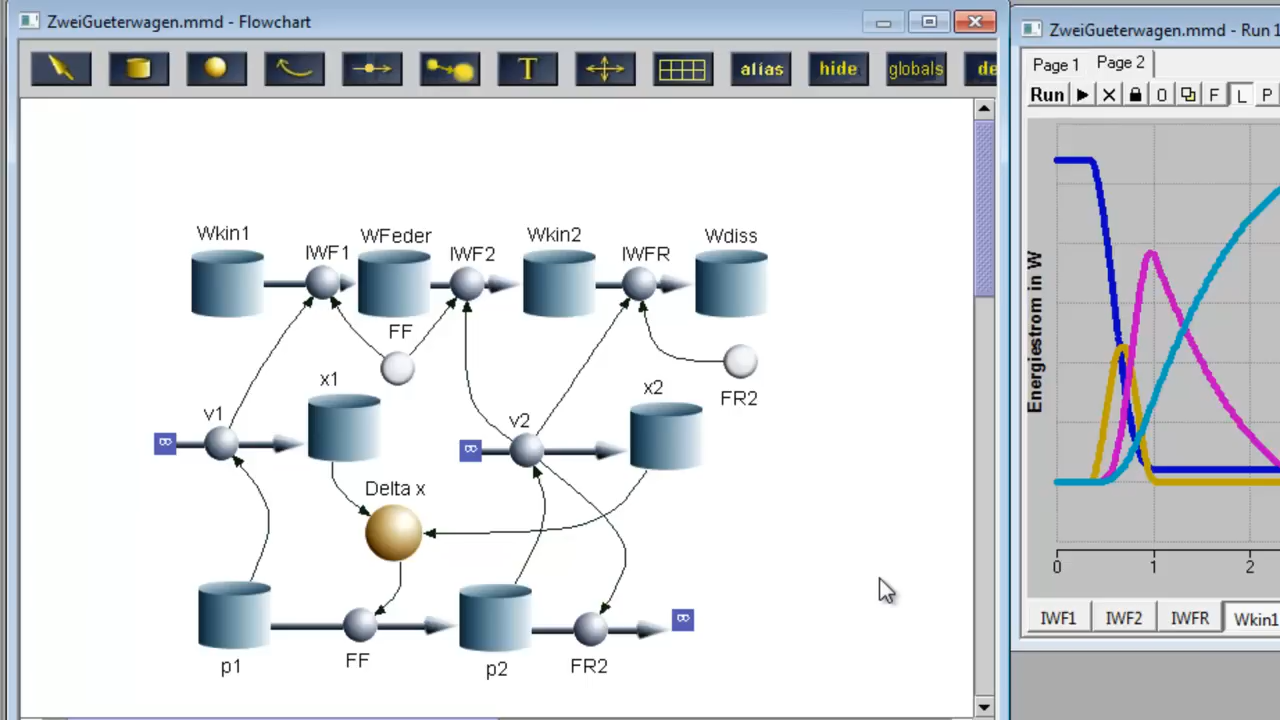 ZweiGueterwagen.mmd - Flowchart
T
alias
hide
globals
de
Wkin1
IWF1
WFeder
IWF2
Wkin2
IWFR
Wdiss
FF
x1
x2
FR2
v1
v2
∞
∞
Delta x
p1
FF
p2
FR2
∞
ZweiGueterwagen.mmd - Run 1
Page 1 Page 2
Run X 0 F L P
Energiestrom in W
0 1 2
IWF1 IWF2 IWFR Wkin1